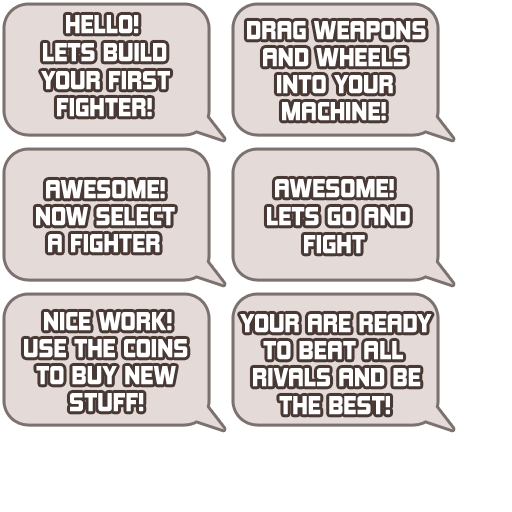 HELLO!
LETS BUILD
YOUR FIRST
FIGHTER!
DRAG WEAPONS
AND WHEELS
INTO YOUR
MACHINE!
AWESOME!
NOW SELECT
A FIGHTER
AWESOME!
LETS GO AND
FIGHT
NICE WORK!
USE THE COINS
TO BUY NEW
STUFF!
YOUR ARE READY
TO BEAT ALL
RIVALS AND BE
THE BEST!